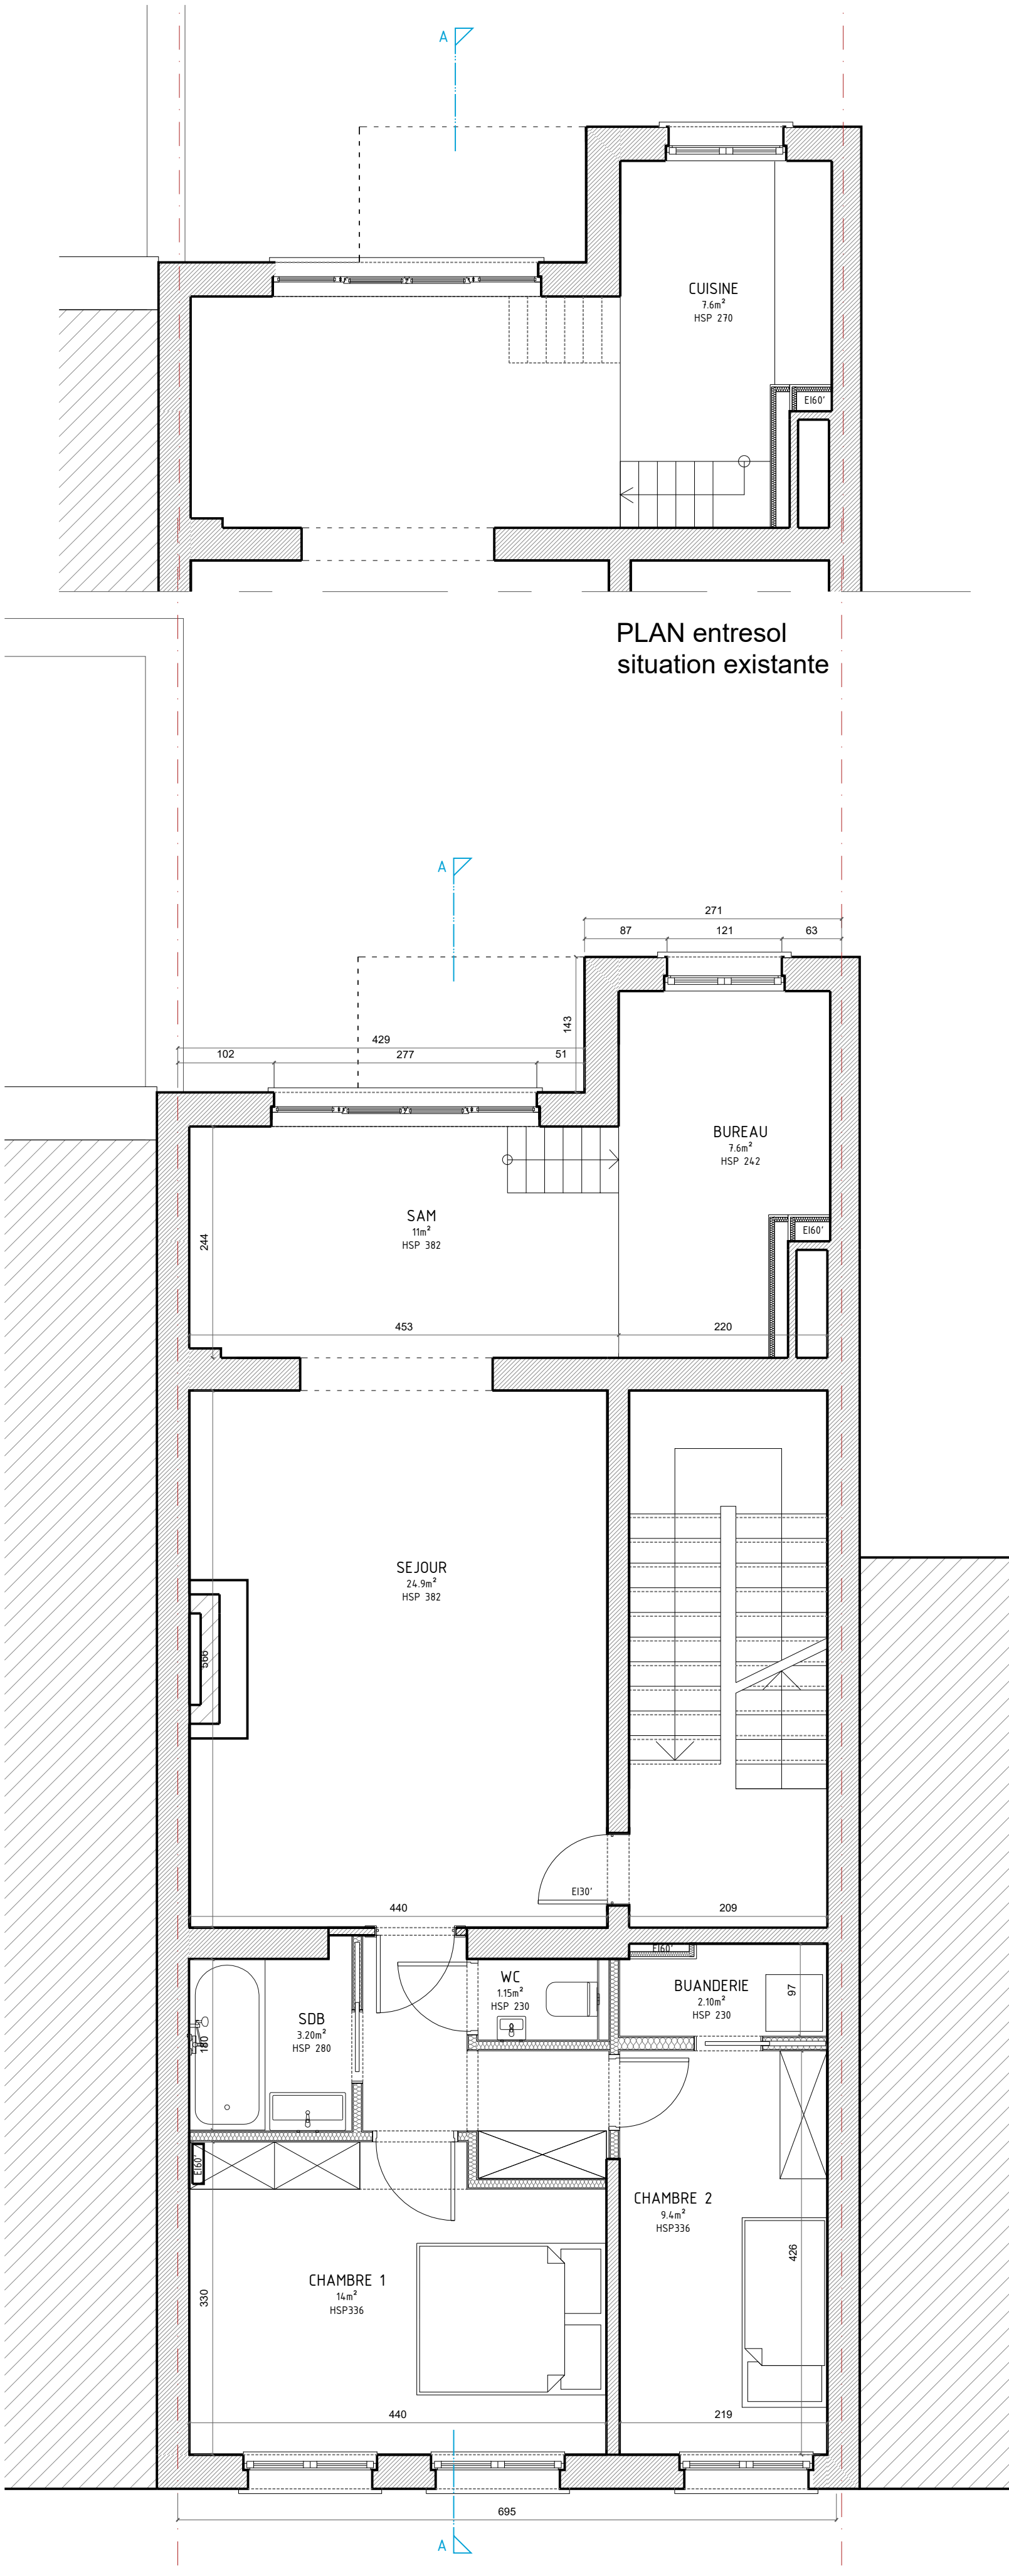 A
CUISINE
7.6m²
HSP 270
EI60'
PLAN entresol
situation existante
A
271
87 121 63
143
429
102 277 51
BUREAU
7.6m²
HSP 242
SAM
11m²
HSP 382
EI60'
244
453 220
SEJOUR
24.9m²
HSP 382
566
EI30'
440 209
EI60'
WC
1.15m²
HSP 230
BUANDERIE
2.10m²
HSP 230
97
SDB
3.20m²
HSP 280
180
EI60'
CHAMBRE 2
9.4m²
HSP336
426
CHAMBRE 1
14m²
HSP336
330
440 219
695
A